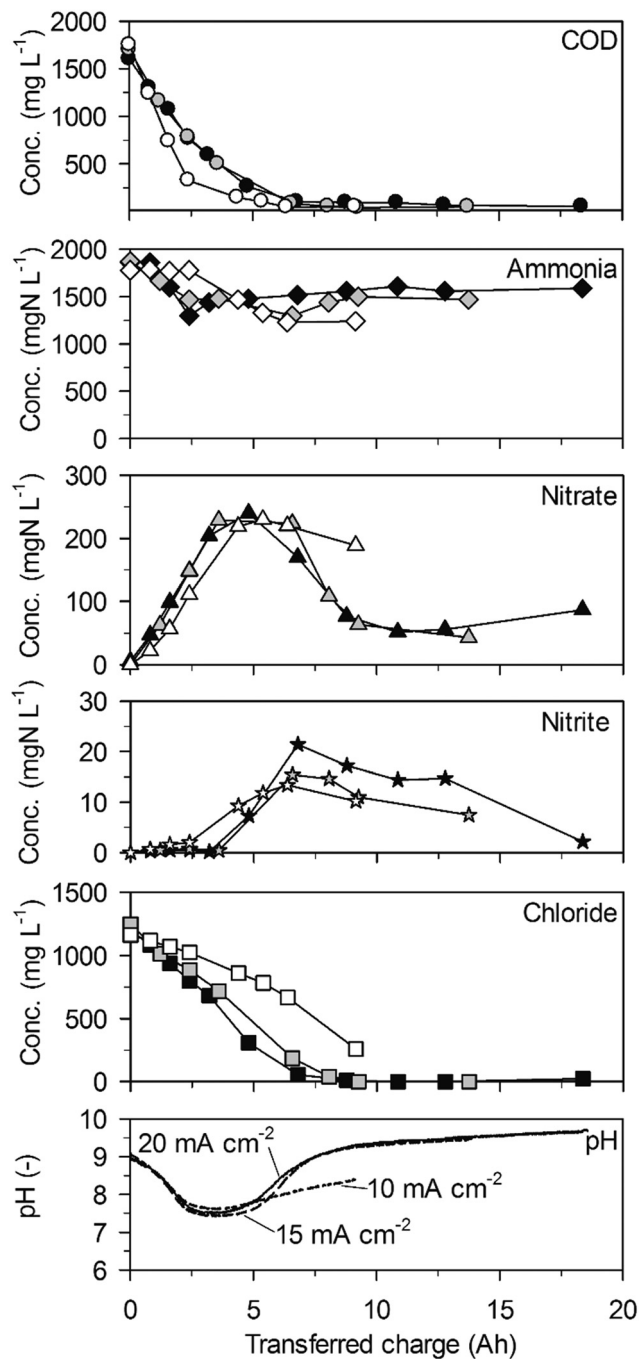 COD
Conc. (mg L⁻¹)
2000
1500
1000
500
Ammonia
Conc. (mgN L⁻¹)
2000
1500
1000
500
0
Nitrate
Conc. (mgN L⁻¹)
300
200
100
0
Nitrite
Conc. (mgN L⁻¹)
30
20
10
0
Chloride
Conc. (mg L⁻¹)
1500
1000
500
0
pH
pH (-)
10
9
8
7
6
20 mA cm⁻²
10 mA cm⁻²
15 mA cm⁻²
0 5 10 15 20
Transferred charge (Ah)